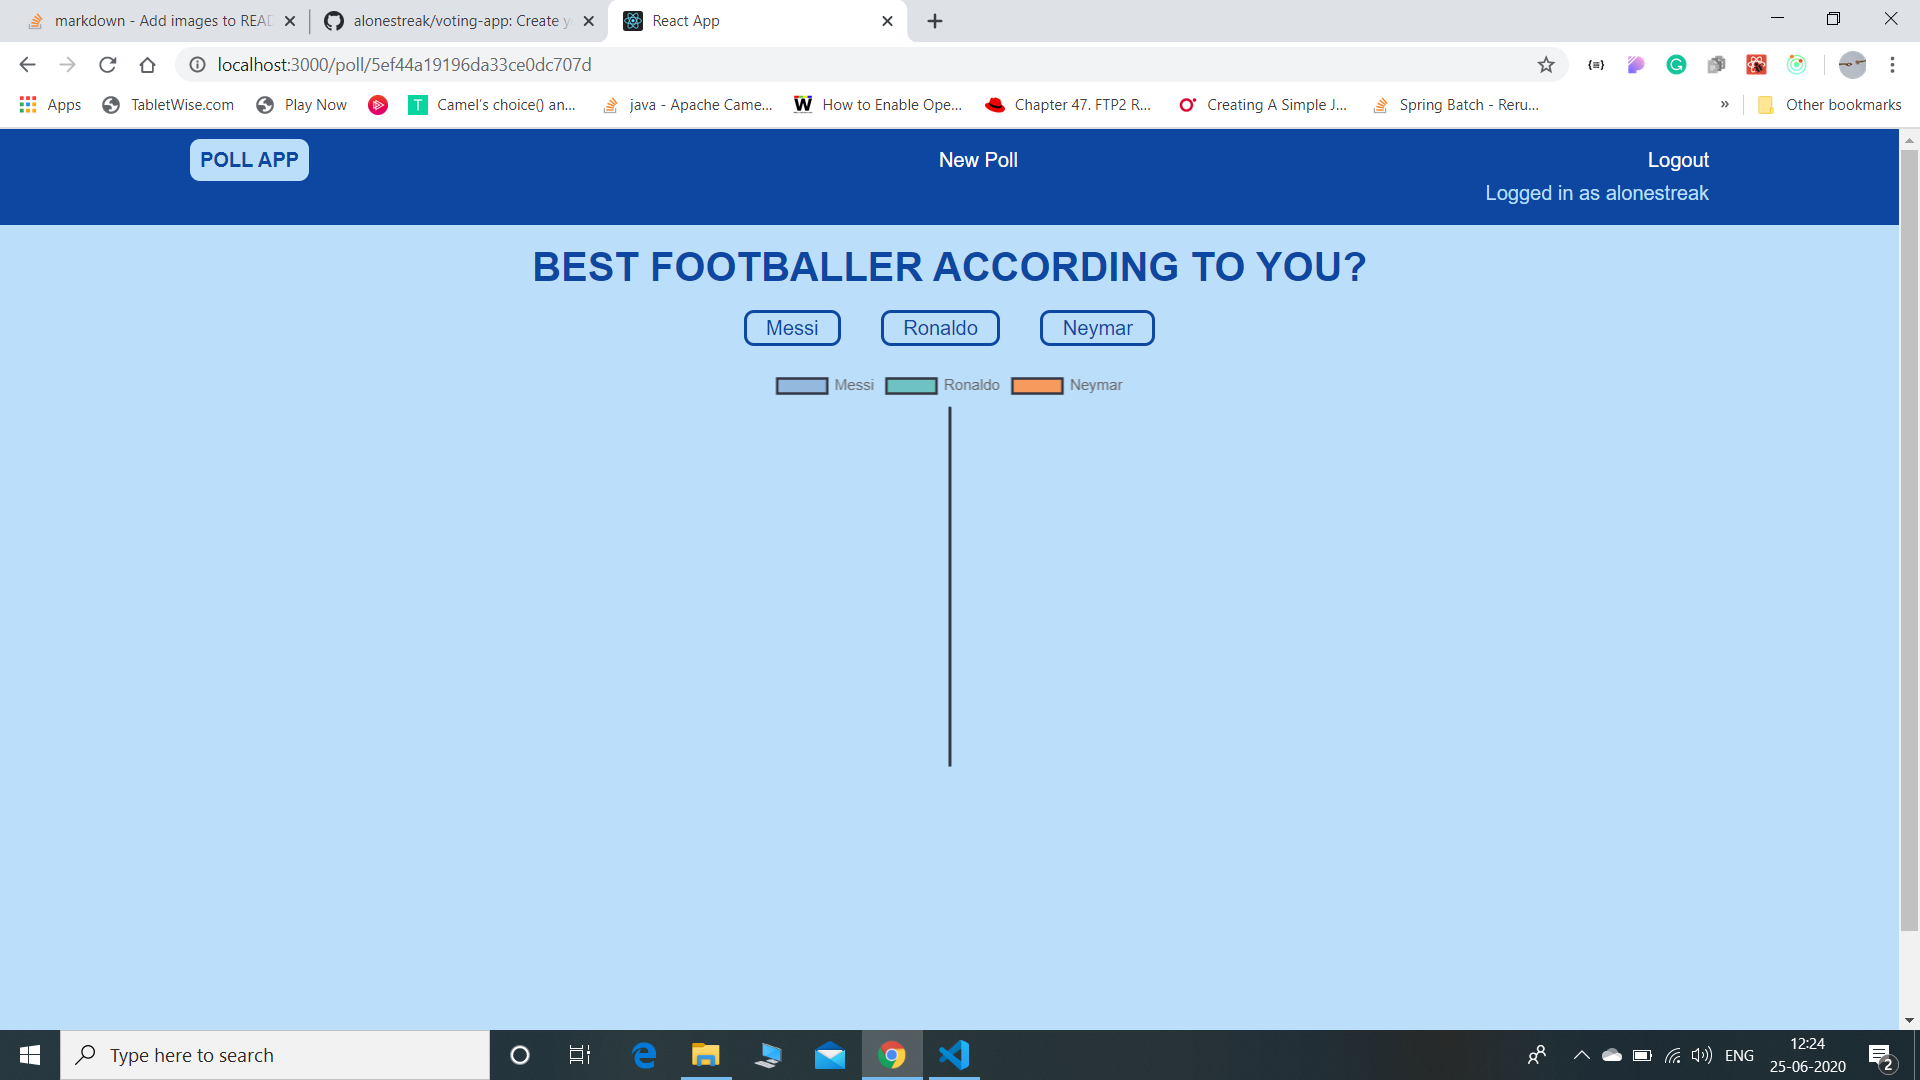 markdown - Add images to READ
alonestreak/voting-app: Create y
React App
localhost:3000/poll/5ef44a19196da33ce0dc707d
Apps
TabletWise.com
Play Now
T
Camel's choice() an...
java - Apache Came...
W
How to Enable Ope...
Chapter 47. FTP2 R...
Creating A Simple J...
Spring Batch - Reru...
»
Other bookmarks
POLL APP
New Poll
Logout
Logged in as alonestreak
BEST FOOTBALLER ACCORDING TO YOU?
Messi
Ronaldo
Neymar
Messi
Ronaldo
Neymar
Type here to search
ENG
12:24
25-06-2020
2